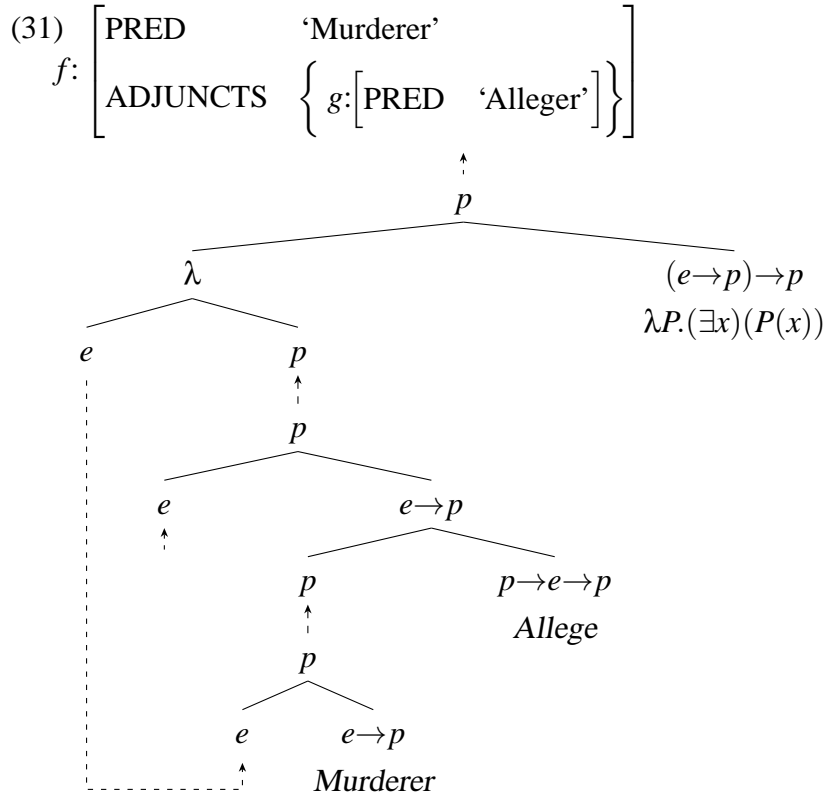 (31)
f: [PRED ‘Murderer’
ADJUNCTS { g:[PRED ‘Alleger’]}]
p
λ (e→p)→p
λP.(∃x)(P(x))
e p
p
e e→p
p p→e→p
Allege
p
e e→p
Murderer